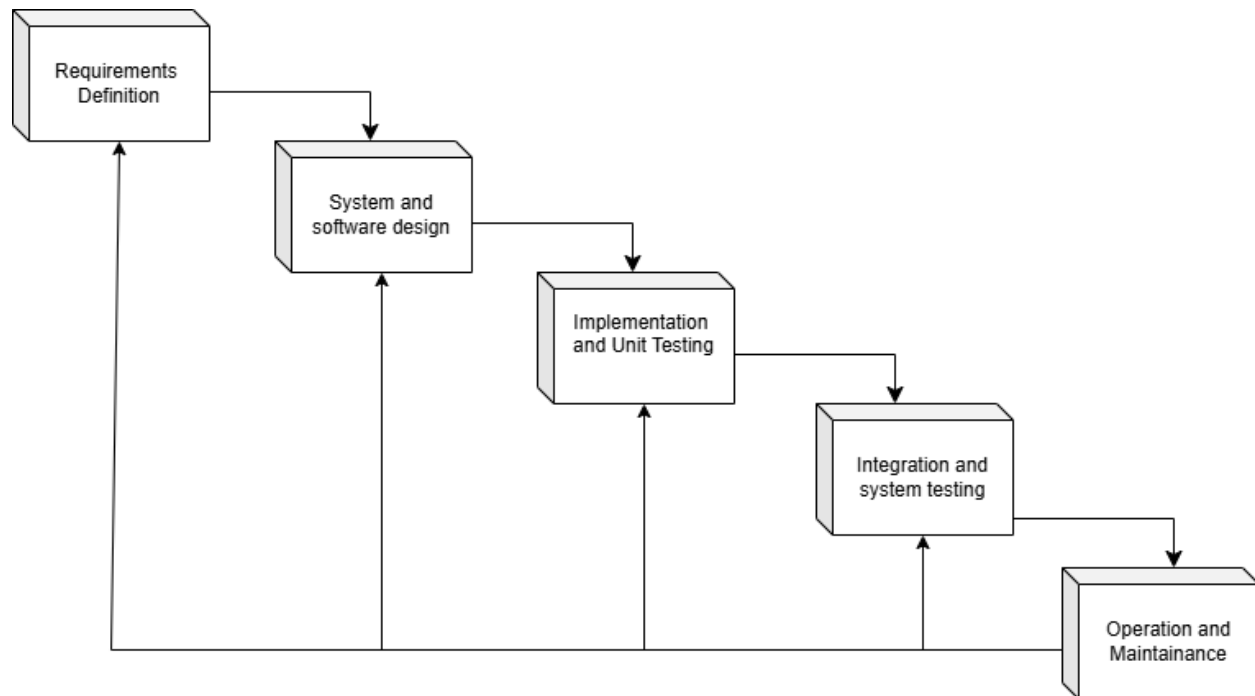 Requirements
Definition
System and
software design
Implementation
and Unit Testing
Integration and
system testing
Operation and
Maintainance